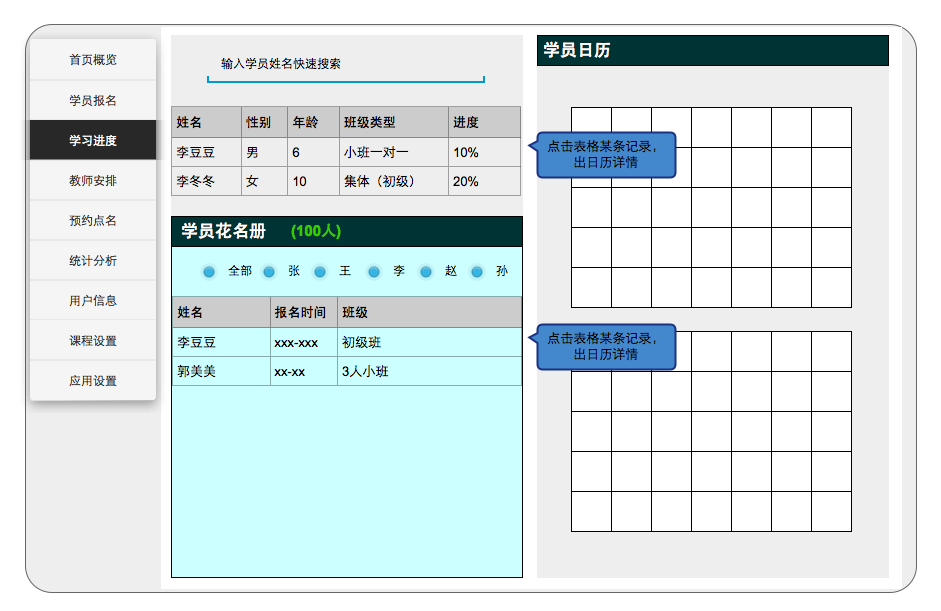 首页概览
学员报名
学习进度
教师安排
预约点名
统计分析
用户信息
课程设置
应用设置
输入学员姓名快速搜索
姓名 性别 年龄 班级类型 进度
李豆豆 男 6 小班一对一 10%
李冬冬 女 10 集体（初级） 20%
学员花名册 (100人)
全部 张 王 李 赵 孙
姓名 报名时间 班级
李豆豆 xxx-xxx 初级班
郭美美 xx-xx 3人小班
学员日历
点击表格某条记录，
出日历详情
点击表格某条记录，
出日历详情